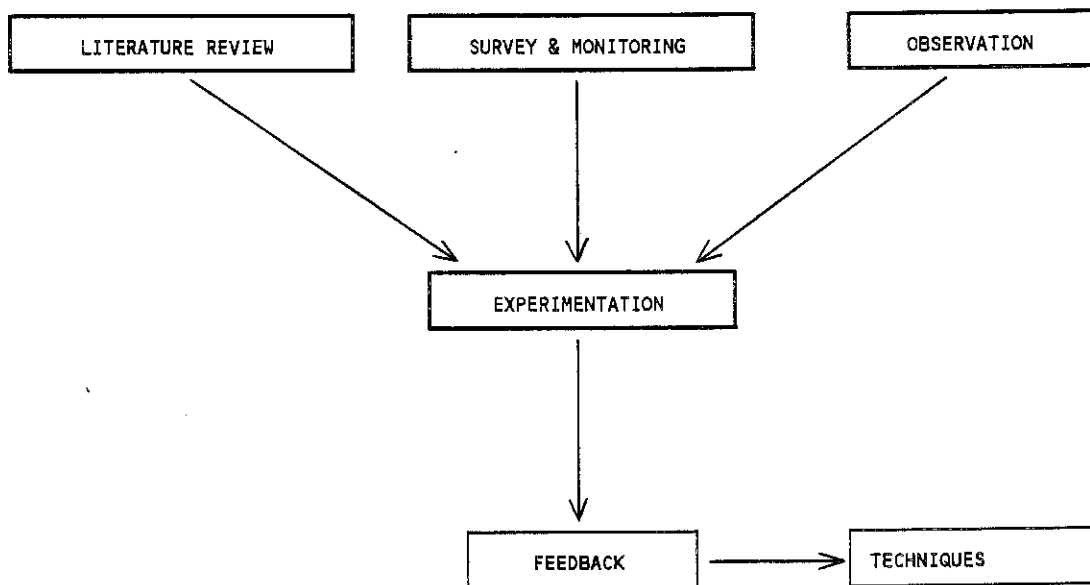 LITERATURE REVIEW
SURVEY & MONITORING
OBSERVATION
EXPERIMENTATION
FEEDBACK
TECHNIQUES